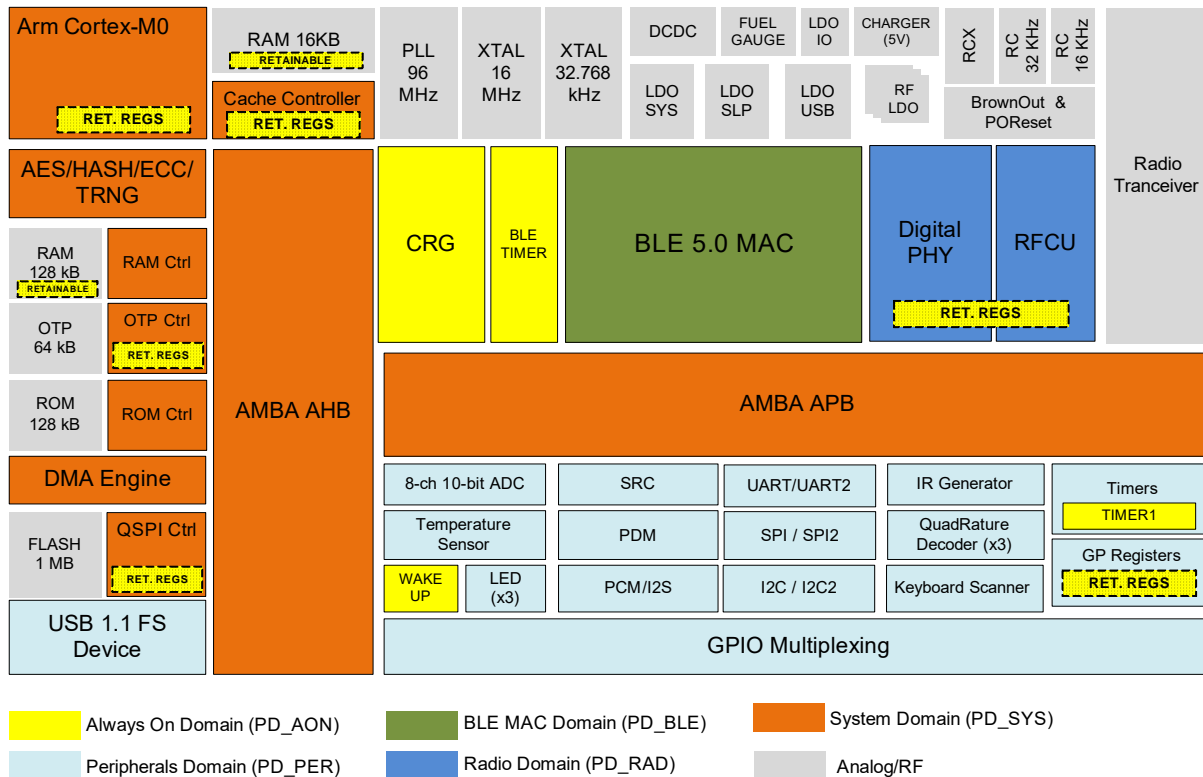 Arm Cortex-M0
RET. REGS
RAM 16KB
RETAINABLE
Cache Controller
RET. REGS
PLL
96
MHz
XTAL
16
MHz
XTAL
32.768
kHz
DCDC
FUEL
GAUGE
LDO
IO
CHARGER
(5V)
RCX
RC
32 KHz
RC
16 KHz
LDO
SYS
LDO
SLP
LDO
USB
RF
LDO
BrownOut &
POReset
Radio
Tranceiver
AES/HASH/ECC/
TRNG
RAM
128 kB
RETAINABLE
RAM Ctrl
OTP
64 kB
OTP Ctrl
RET. REGS
ROM
128 kB
ROM Ctrl
DMA Engine
FLASH
1 MB
QSPI Ctrl
RET. REGS
USB 1.1 FS
Device
AMBA AHB
CRG
BLE
TIMER
BLE 5.0 MAC
Digital
PHY
RFCU
RET. REGS
AMBA APB
8-ch 10-bit ADC
SRC
UART/UART2
IR Generator
Timers
TIMER1
Temperature
Sensor
PDM
SPI / SPI2
QuadRature
Decoder (x3)
GP Registers
RET. REGS
WAKE
UP
LED
(x3)
PCM/I2S
I2C / I2C2
Keyboard Scanner
GPIO Multiplexing
Always On Domain (PD_AON)
BLE MAC Domain (PD_BLE)
System Domain (PD_SYS)
Peripherals Domain (PD_PER)
Radio Domain (PD_RAD)
Analog/RF